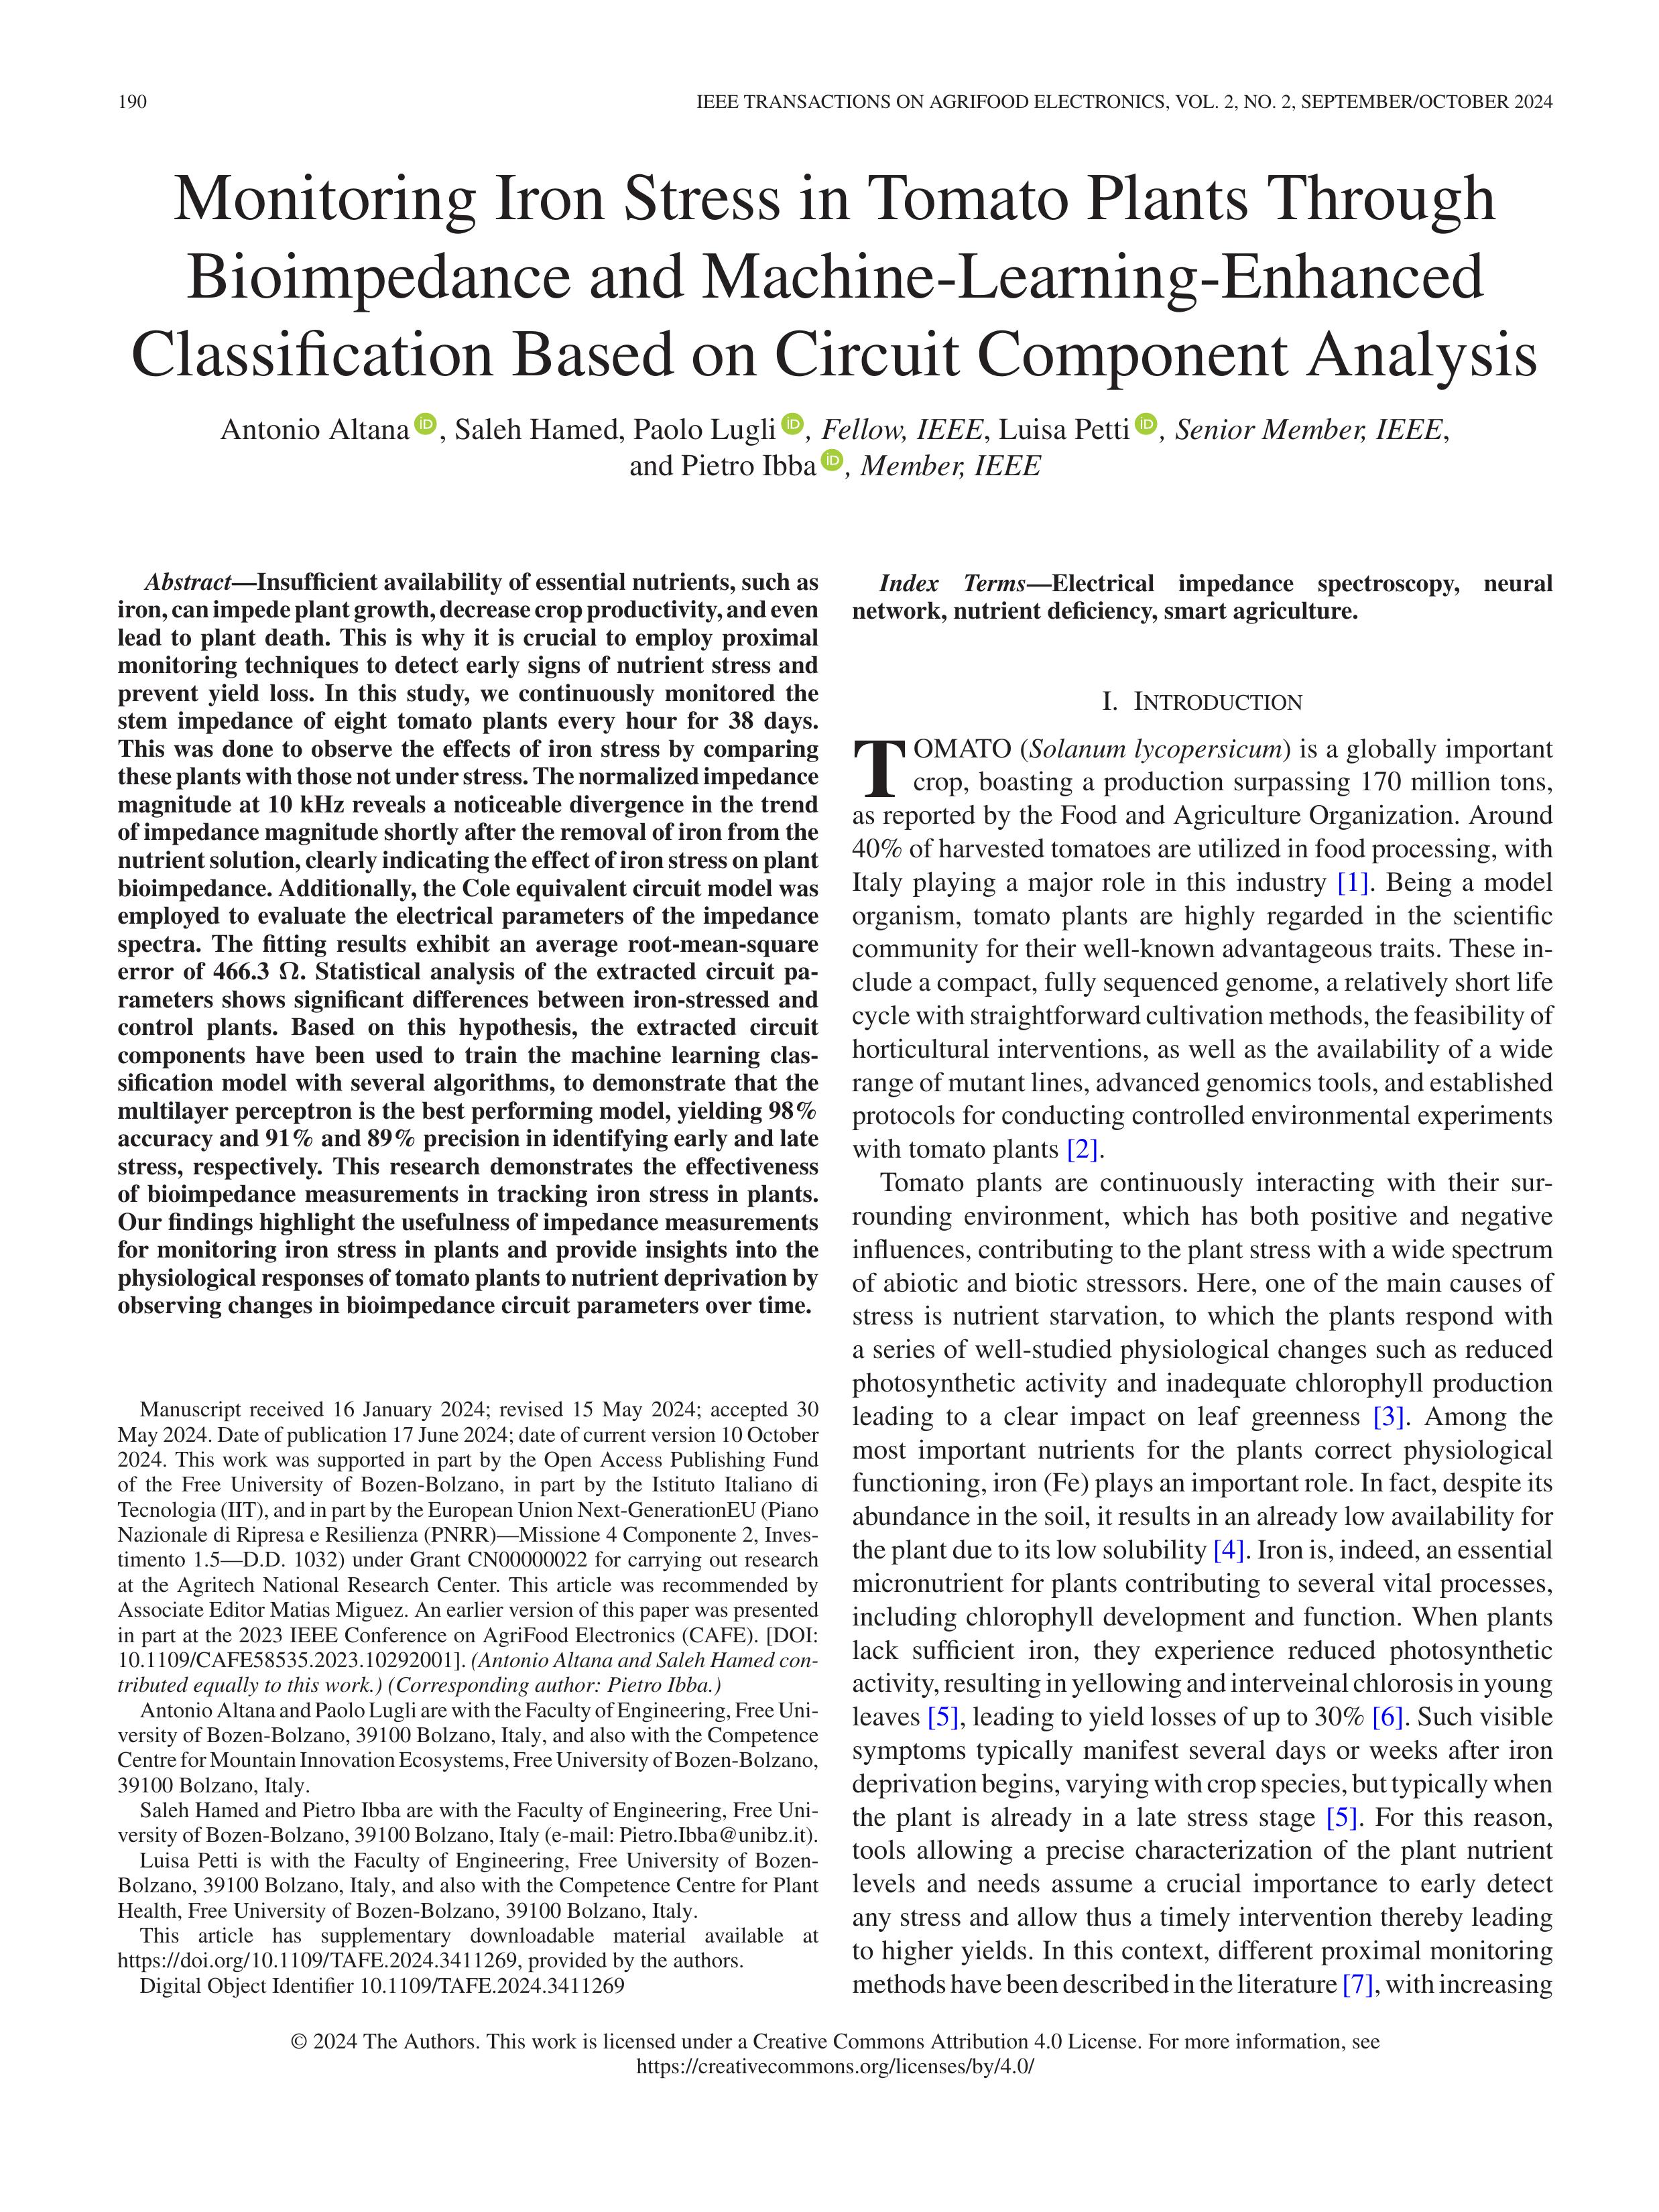 190
IEEE TRANSACTIONS ON AGRIFOOD ELECTRONICS, VOL. 2, NO. 2, SEPTEMBER/OCTOBER 2024
Monitoring Iron Stress in Tomato Plants Through
Bioimpedance and Machine-Learning-Enhanced
Classification Based on Circuit Component Analysis
Antonio Altana iD, Saleh Hamed, Paolo Lugli iD, Fellow, IEEE, Luisa Petti iD, Senior Member, IEEE,
and Pietro Ibba iD, Member, IEEE
Abstract—Insufficient availability of essential nutrients, such as
iron, can impede plant growth, decrease crop productivity, and even
lead to plant death. This is why it is crucial to employ proximal
monitoring techniques to detect early signs of nutrient stress and
prevent yield loss. In this study, we continuously monitored the
stem impedance of eight tomato plants every hour for 38 days.
This was done to observe the effects of iron stress by comparing
these plants with those not under stress. The normalized impedance
magnitude at 10 kHz reveals a noticeable divergence in the trend
of impedance magnitude shortly after the removal of iron from the
nutrient solution, clearly indicating the effect of iron stress on plant
bioimpedance. Additionally, the Cole equivalent circuit model was
employed to evaluate the electrical parameters of the impedance
spectra. The fitting results exhibit an average root-mean-square
error of 466.3 Ω. Statistical analysis of the extracted circuit pa-
rameters shows significant differences between iron-stressed and
control plants. Based on this hypothesis, the extracted circuit
components have been used to train the machine learning clas-
sification model with several algorithms, to demonstrate that the
multilayer perceptron is the best performing model, yielding 98%
accuracy and 91% and 89% precision in identifying early and late
stress, respectively. This research demonstrates the effectiveness
of bioimpedance measurements in tracking iron stress in plants.
Our findings highlight the usefulness of impedance measurements
for monitoring iron stress in plants and provide insights into the
physiological responses of tomato plants to nutrient deprivation by
observing changes in bioimpedance circuit parameters over time.
Manuscript received 16 January 2024; revised 15 May 2024; accepted 30
May 2024. Date of publication 17 June 2024; date of current version 10 October
2024. This work was supported in part by the Open Access Publishing Fund
of the Free University of Bozen-Bolzano, in part by the Istituto Italiano di
Tecnologia (IIT), and in part by the European Union Next-GenerationEU (Piano
Nazionale di Ripresa e Resilienza (PNRR)—Missione 4 Componente 2, Inves-
timento 1.5—D.D. 1032) under Grant CN00000022 for carrying out research
at the Agritech National Research Center. This article was recommended by
Associate Editor Matias Miguez. An earlier version of this paper was presented
in part at the 2023 IEEE Conference on AgriFood Electronics (CAFE). [DOI:
10.1109/CAFE58535.2023.10292001]. (Antonio Altana and Saleh Hamed con-
tributed equally to this work.) (Corresponding author: Pietro Ibba.)
Antonio Altana and Paolo Lugli are with the Faculty of Engineering, Free Uni-
versity of Bozen-Bolzano, 39100 Bolzano, Italy, and also with the Competence
Centre for Mountain Innovation Ecosystems, Free University of Bozen-Bolzano,
39100 Bolzano, Italy.
Saleh Hamed and Pietro Ibba are with the Faculty of Engineering, Free Uni-
versity of Bozen-Bolzano, 39100 Bolzano, Italy (e-mail: Pietro.Ibba@unibz.it).
Luisa Petti is with the Faculty of Engineering, Free University of Bozen-
Bolzano, 39100 Bolzano, Italy, and also with the Competence Centre for Plant
Health, Free University of Bozen-Bolzano, 39100 Bolzano, Italy.
This article has supplementary downloadable material available at
https://doi.org/10.1109/TAFE.2024.3411269, provided by the authors.
Digital Object Identifier 10.1109/TAFE.2024.3411269
Index Terms—Electrical impedance spectroscopy, neural
network, nutrient deficiency, smart agriculture.
I. INTRODUCTION
TOMATO (Solanum lycopersicum) is a globally important
crop, boasting a production surpassing 170 million tons,
as reported by the Food and Agriculture Organization. Around
40% of harvested tomatoes are utilized in food processing, with
Italy playing a major role in this industry [1]. Being a model
organism, tomato plants are highly regarded in the scientific
community for their well-known advantageous traits. These in-
clude a compact, fully sequenced genome, a relatively short life
cycle with straightforward cultivation methods, the feasibility of
horticultural interventions, as well as the availability of a wide
range of mutant lines, advanced genomics tools, and established
protocols for conducting controlled environmental experiments
with tomato plants [2].
Tomato plants are continuously interacting with their sur-
rounding environment, which has both positive and negative
influences, contributing to the plant stress with a wide spectrum
of abiotic and biotic stressors. Here, one of the main causes of
stress is nutrient starvation, to which the plants respond with
a series of well-studied physiological changes such as reduced
photosynthetic activity and inadequate chlorophyll production
leading to a clear impact on leaf greenness [3]. Among the
most important nutrients for the plants correct physiological
functioning, iron (Fe) plays an important role. In fact, despite its
abundance in the soil, it results in an already low availability for
the plant due to its low solubility [4]. Iron is, indeed, an essential
micronutrient for plants contributing to several vital processes,
including chlorophyll development and function. When plants
lack sufficient iron, they experience reduced photosynthetic
activity, resulting in yellowing and interveinal chlorosis in young
leaves [5], leading to yield losses of up to 30% [6]. Such visible
symptoms typically manifest several days or weeks after iron
deprivation begins, varying with crop species, but typically when
the plant is already in a late stress stage [5]. For this reason,
tools allowing a precise characterization of the plant nutrient
levels and needs assume a crucial importance to early detect
any stress and allow thus a timely intervention thereby leading
to higher yields. In this context, different proximal monitoring
methods have been described in the literature [7], with increasing
© 2024 The Authors. This work is licensed under a Creative Commons Attribution 4.0 License. For more information, see
https://creativecommons.org/licenses/by/4.0/